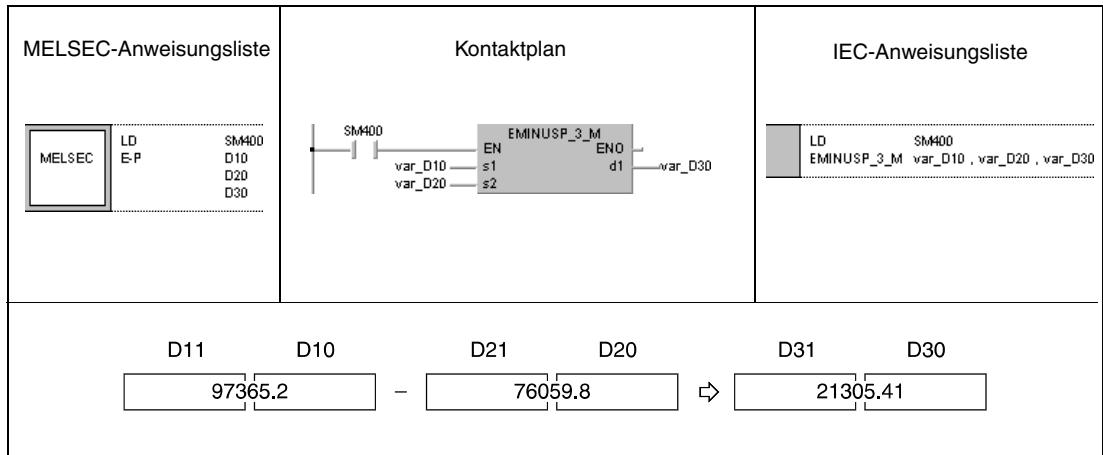 MELSEC-Anweisungsliste
MELSEC
LD SM400
E-P D10
D20
D30
Kontaktplan
SM400
EMINUSP_3_M
EN ENO
var_D10 s1 d1 var_D30
var_D20 s2
IEC-Anweisungsliste
LD SM400
EMINUSP_3_M var_D10 , var_D20 , var_D30
D11 D10 D21 D20 D31 D30
97365.2 – 76059.8 ⇨ 21305.41